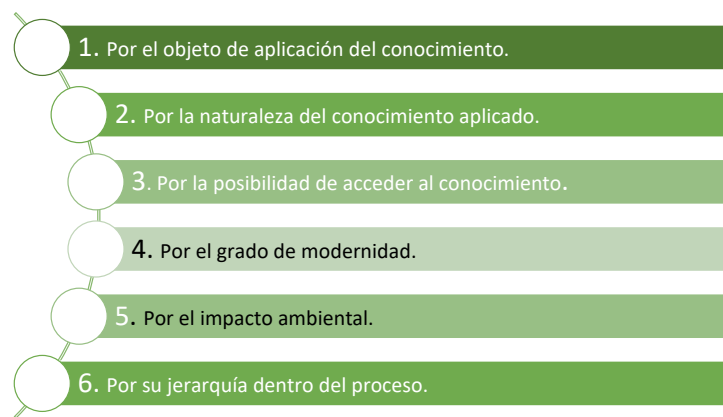 1. Por el objeto de aplicación del conocimiento.
2. Por la naturaleza del conocimiento aplicado.
3. Por la posibilidad de acceder al conocimiento.
4. Por el grado de modernidad.
5. Por el impacto ambiental.
6. Por su jerarquía dentro del proceso.